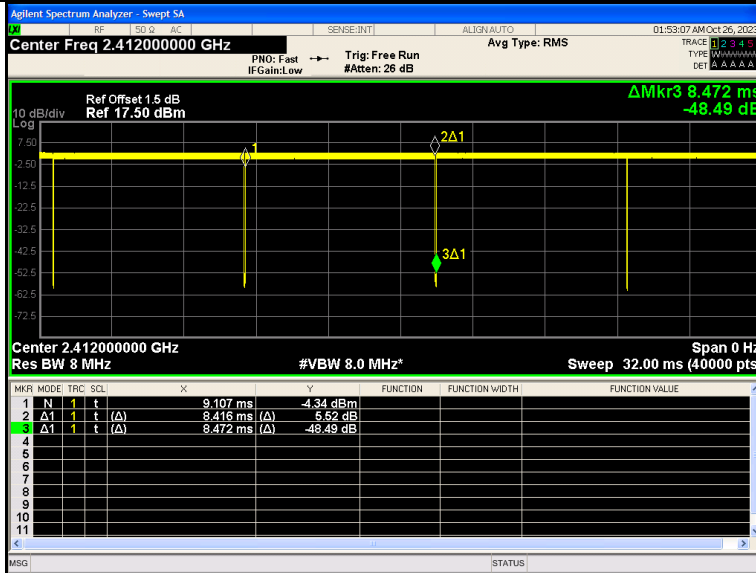 Agilent Spectrum Analyzer - Swept SA
LXI RF 50 Ω AC SENSE:INT ALIGN AUTO 01:53:07 AM Oct 26, 2023
Center Freq 2.412000000 GHz
Avg Type: RMS
TRACE 1 2 3 4 5
PNO: Fast Trig: Free Run
TYPE W
IFGain:Low #Atten: 26 dB
DET A A A A A
ΔMkr3 8.472 ms
-48.49 dB
Ref Offset 1.5 dB
10 dB/div Ref 17.50 dBm
Log
7.50
-2.50
-12.5
-22.5
-32.5
-42.5
-52.5
-62.5
-72.5
1
2Δ1
3Δ1
Center 2.412000000 GHz Span 0 Hz
Res BW 8 MHz #VBW 8.0 MHz* Sweep 32.00 ms (40000 pts
MKR MODE TRC SCL X Y FUNCTION FUNCTION WIDTH FUNCTION VALUE
1 N 1 t 9.107 ms -4.34 dBm
2 Δ1 1 t (Δ) 8.416 ms (Δ) 5.52 dB
3 Δ1 1 t (Δ) 8.472 ms (Δ) -48.49 dB
4
5
6
7
8
9
10
11
MSG STATUS